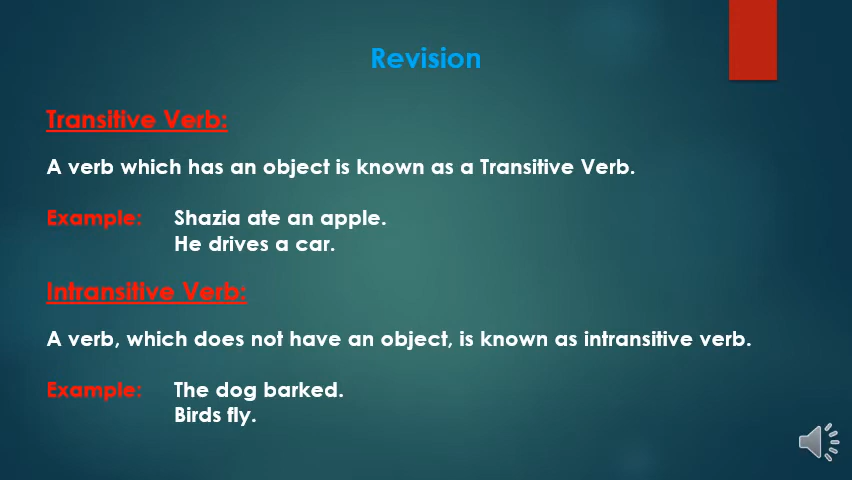 Revision
Transitive Verb:
A verb which has an object is known as a Transitive Verb.
Example: Shazia ate an apple.
He drives a car.
Intransitive Verb:
A verb, which does not have an object, is known as intransitive verb.
Example: The dog barked.
Birds fly.